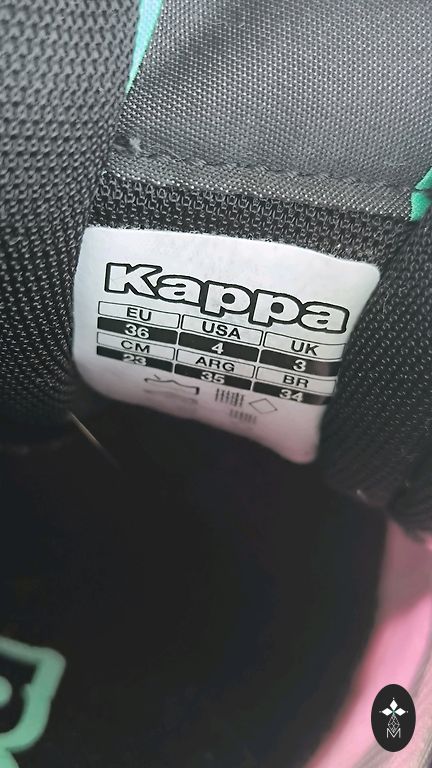 Kappa
EU USA UK
36 4 3
CM ARG BR
23 35 34
M